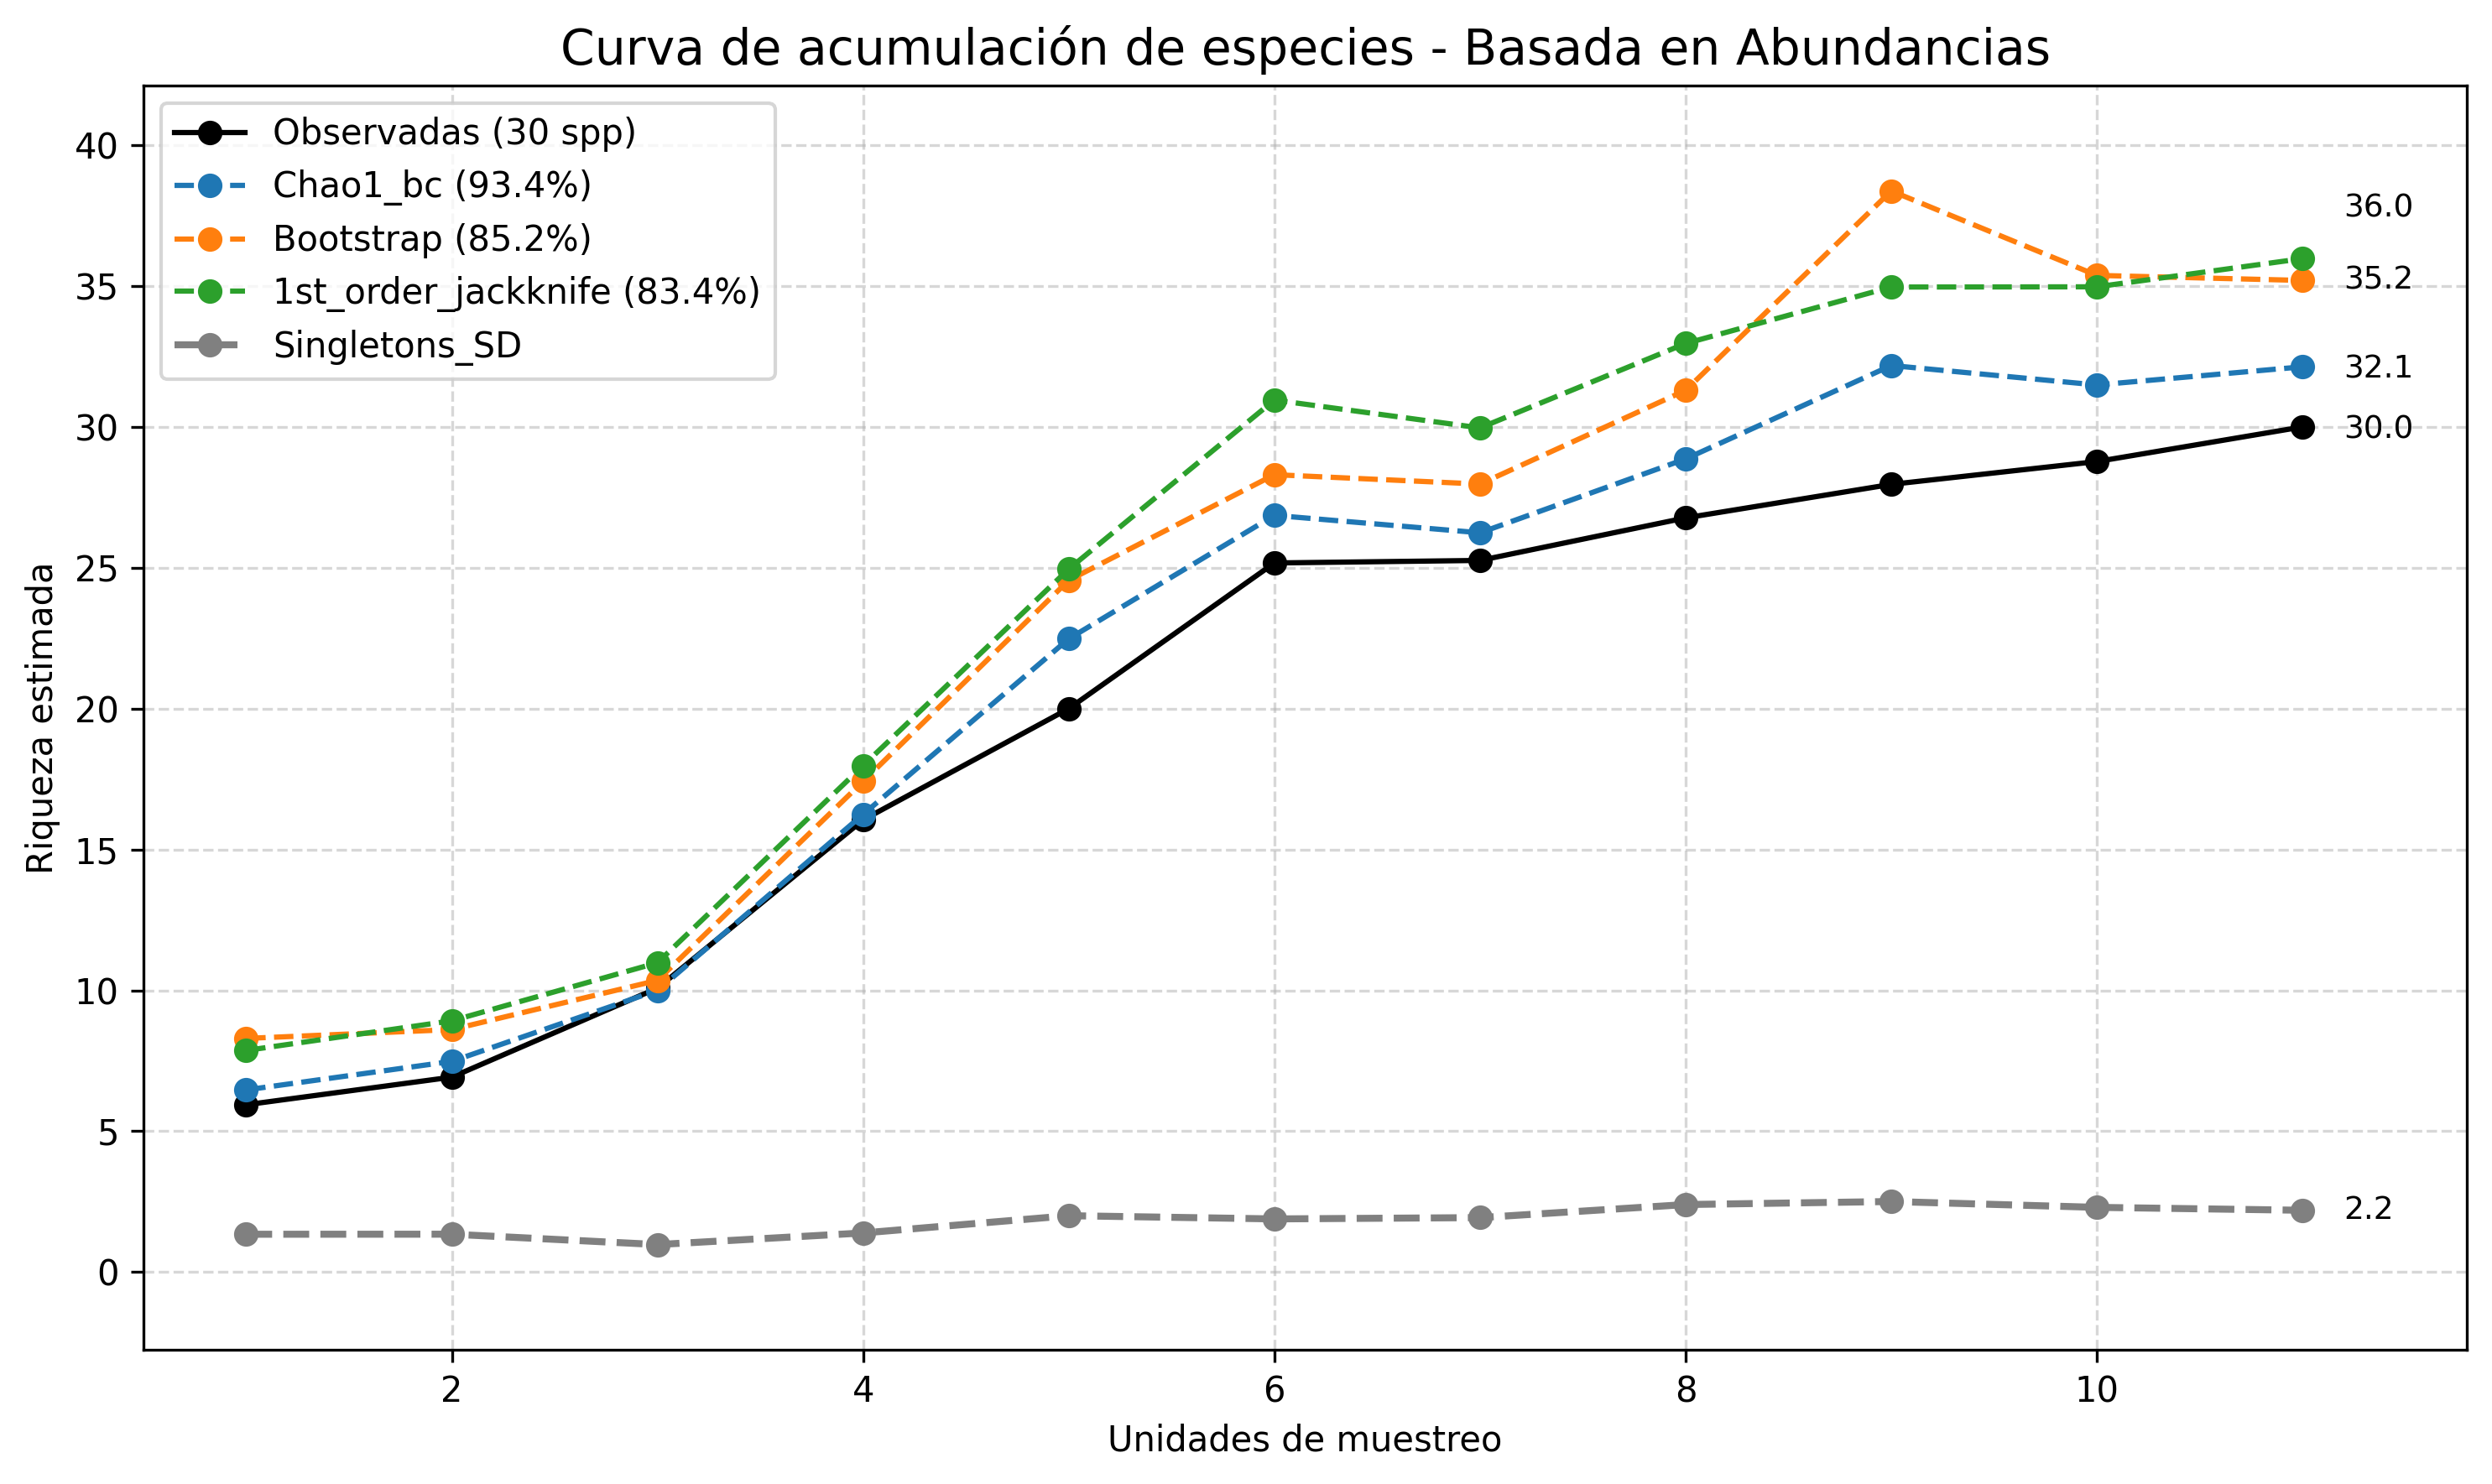 Curva de acumulación de especies - Basada en Abundancias
Observadas (30 spp)
Chao1_bc (93.4%)
Bootstrap (85.2%)
1st_order_jackknife (83.4%)
Singletons_SD
40
35
30
25
20
15
10
5
0
Riqueza estimada
36.0
35.2
32.1
30.0
2.2
2
4
6
8
10
Unidades de muestreo